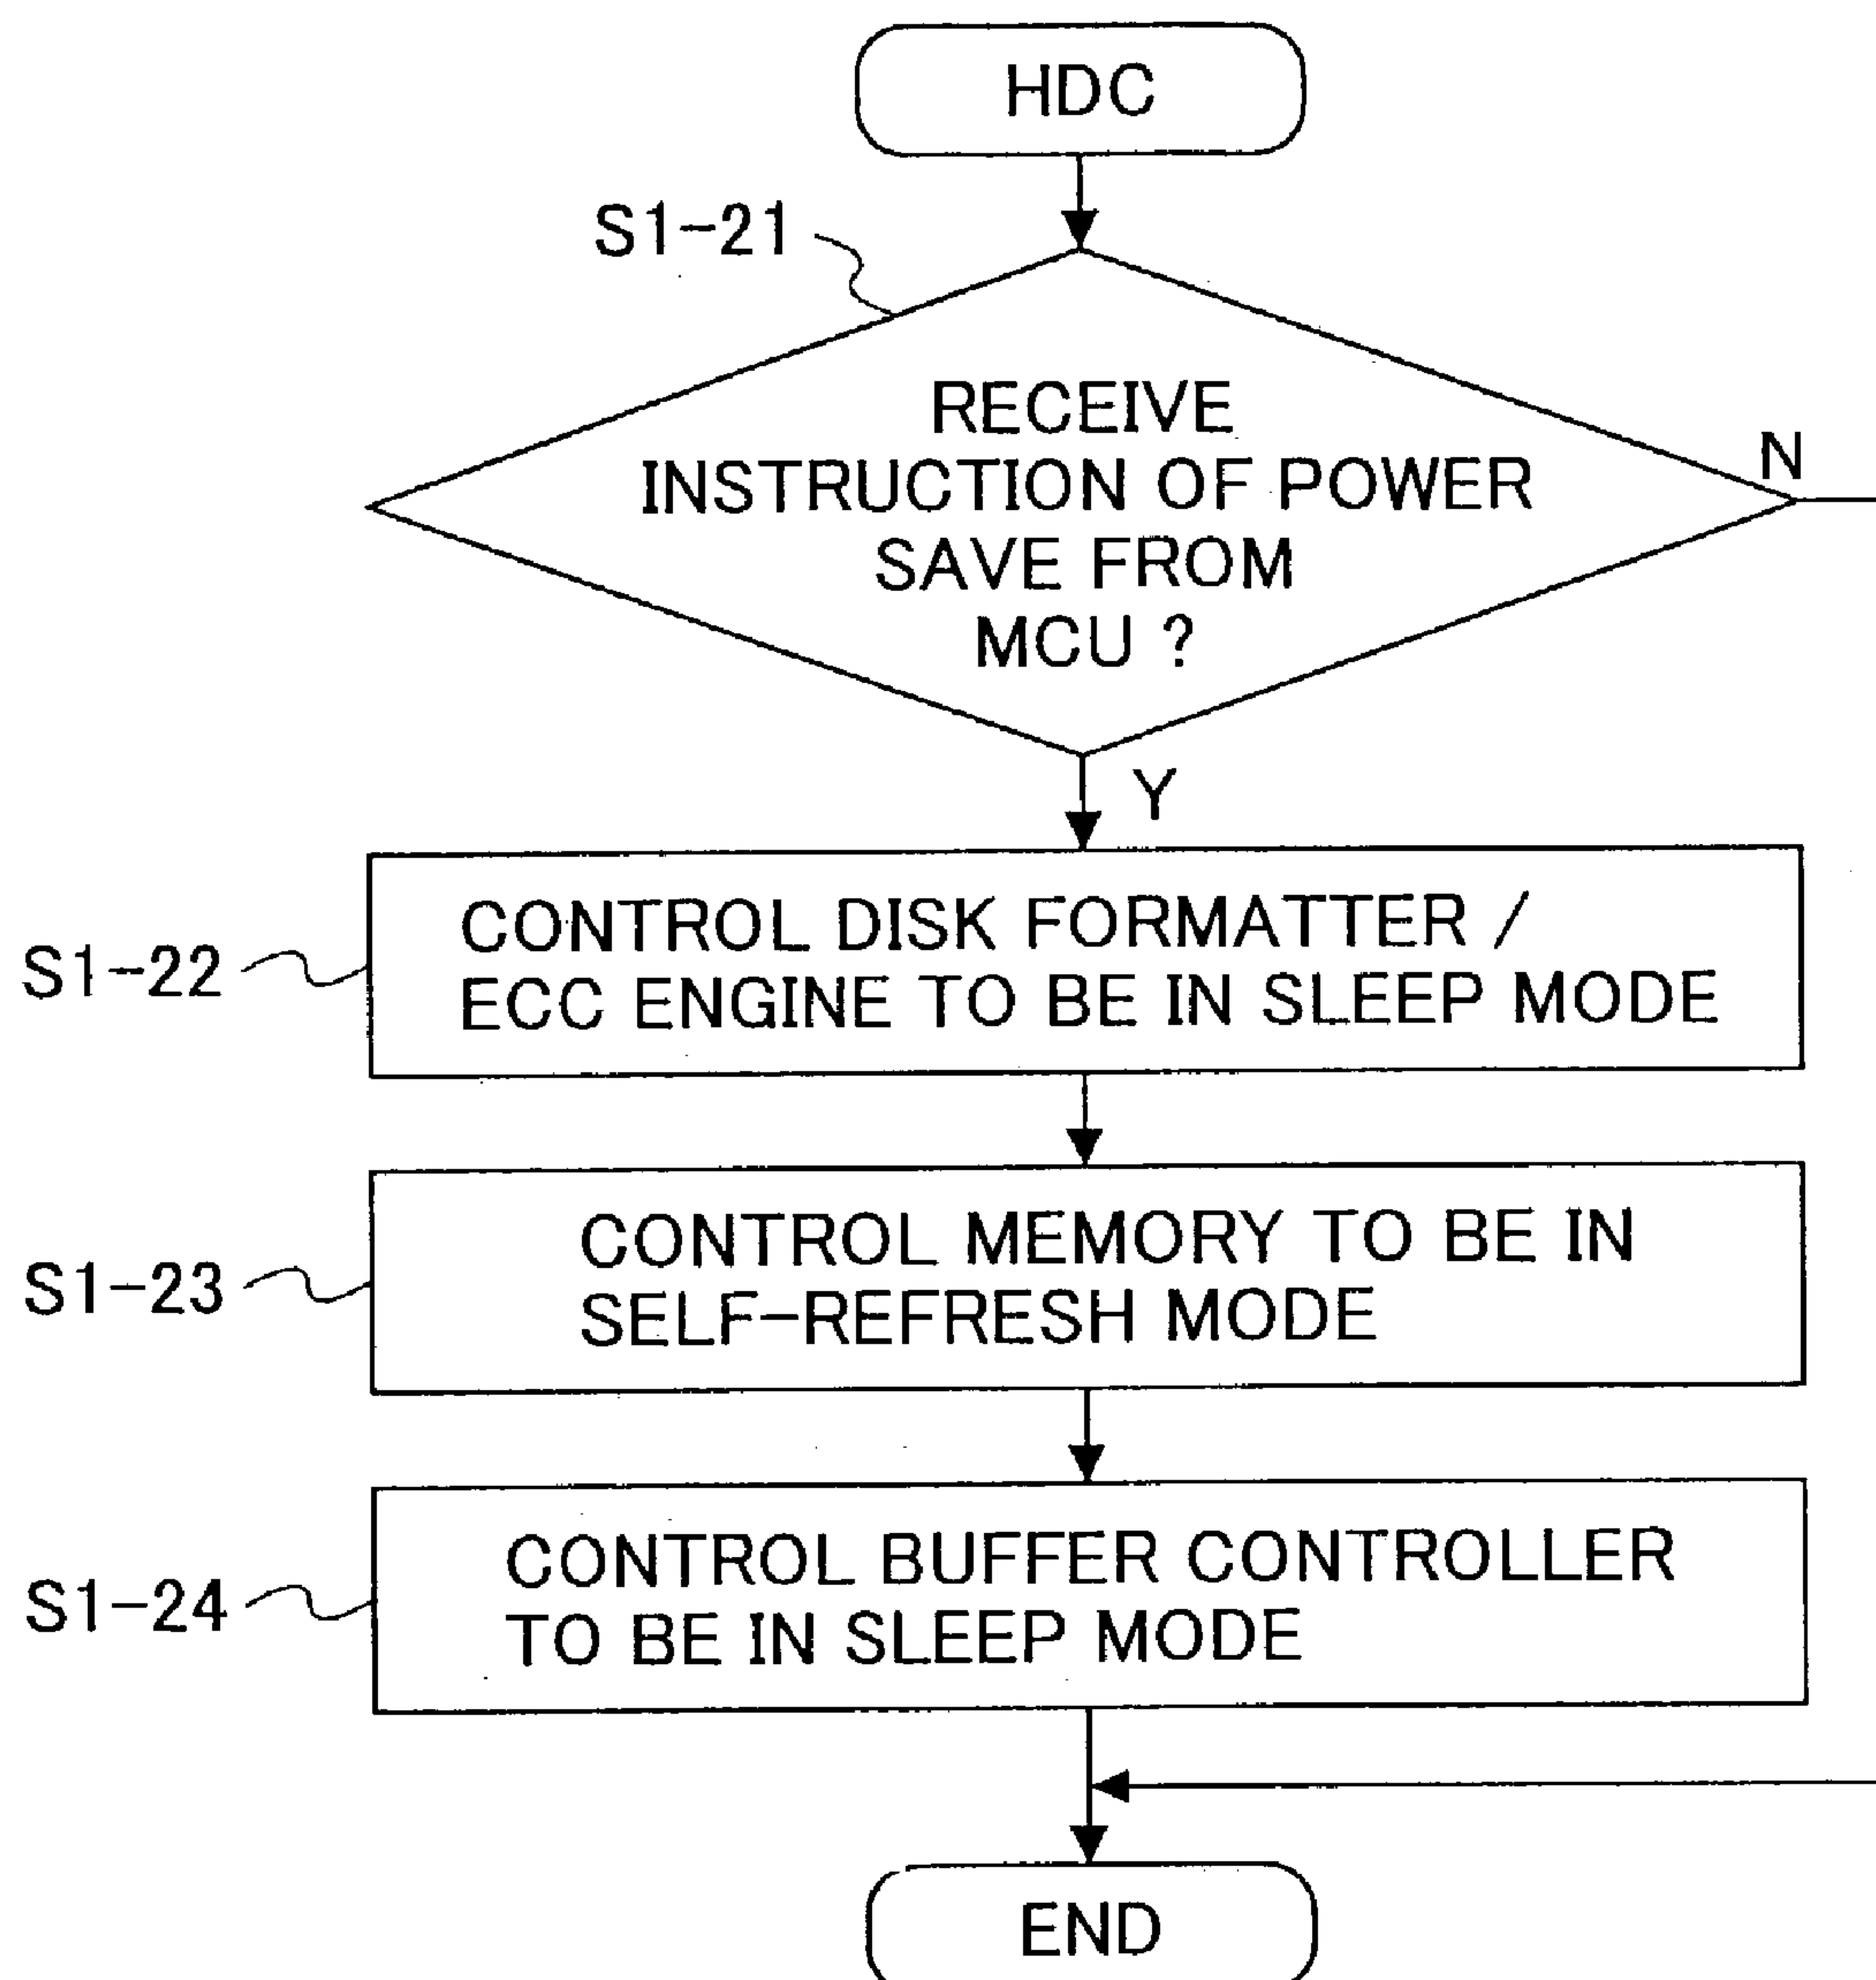 HDC
S1-21
RECEIVE
INSTRUCTION OF POWER
SAVE FROM
MCU ?
N
Y
S1-22
CONTROL DISK FORMATTER /
ECC ENGINE TO BE IN SLEEP MODE
S1-23
CONTROL MEMORY TO BE IN
SELF-REFRESH MODE
S1-24
CONTROL BUFFER CONTROLLER
TO BE IN SLEEP MODE
END